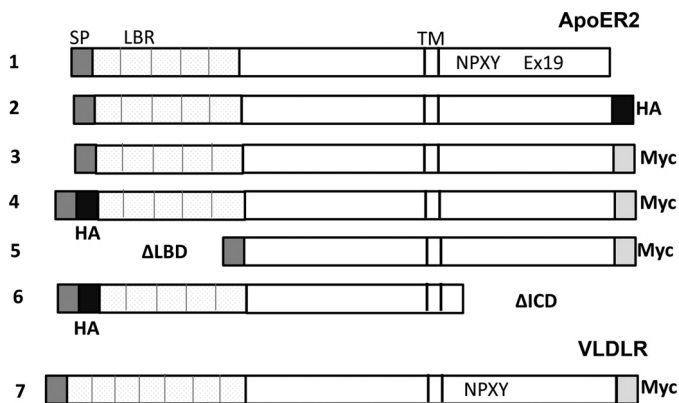 ApoER2
SP LBR TM
1 NPXY Ex19
2 HA
3 Myc
4 Myc
HA
5 ΔLBD Myc
6 ΔICD
HA
VLDLR
7 NPXY Myc